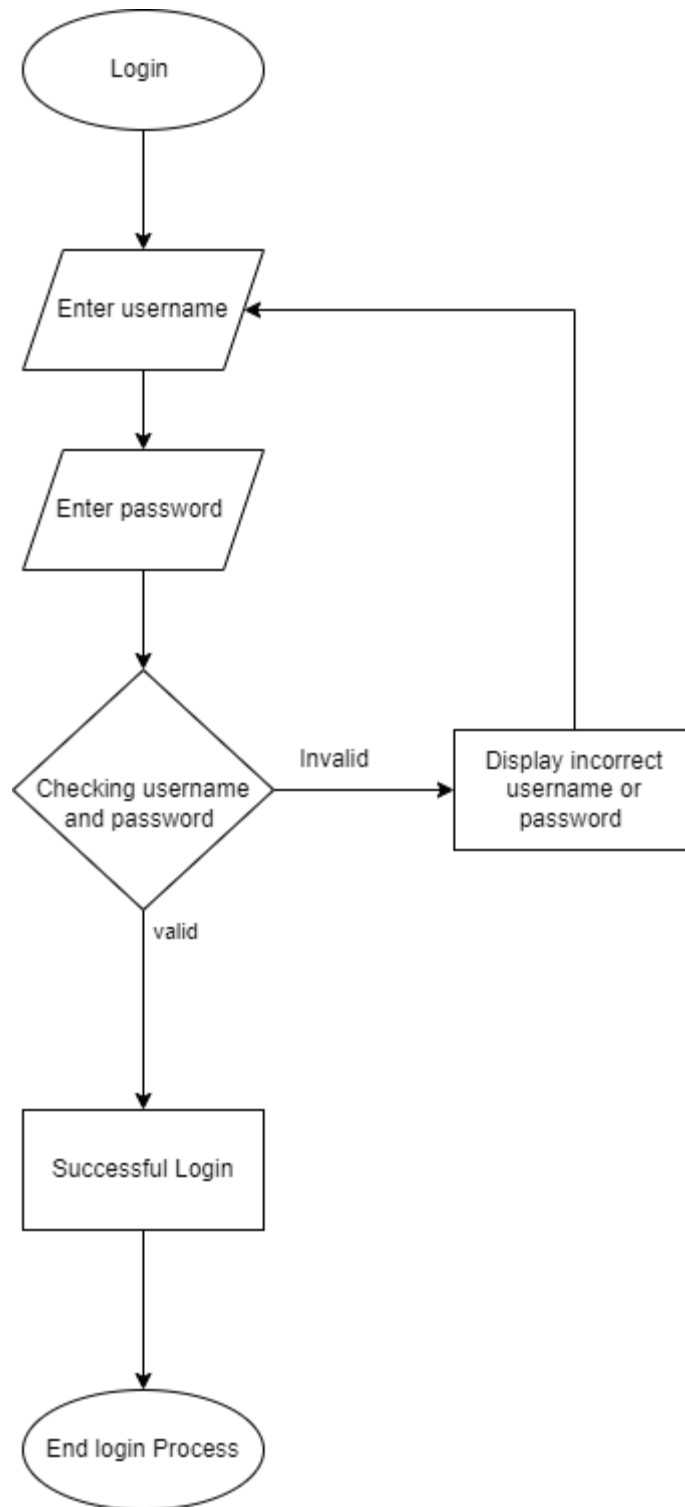 Login
Enter username
Enter password
Checking username
and password
Invalid
Display incorrect
username or
password
valid
Successful Login
End login Process